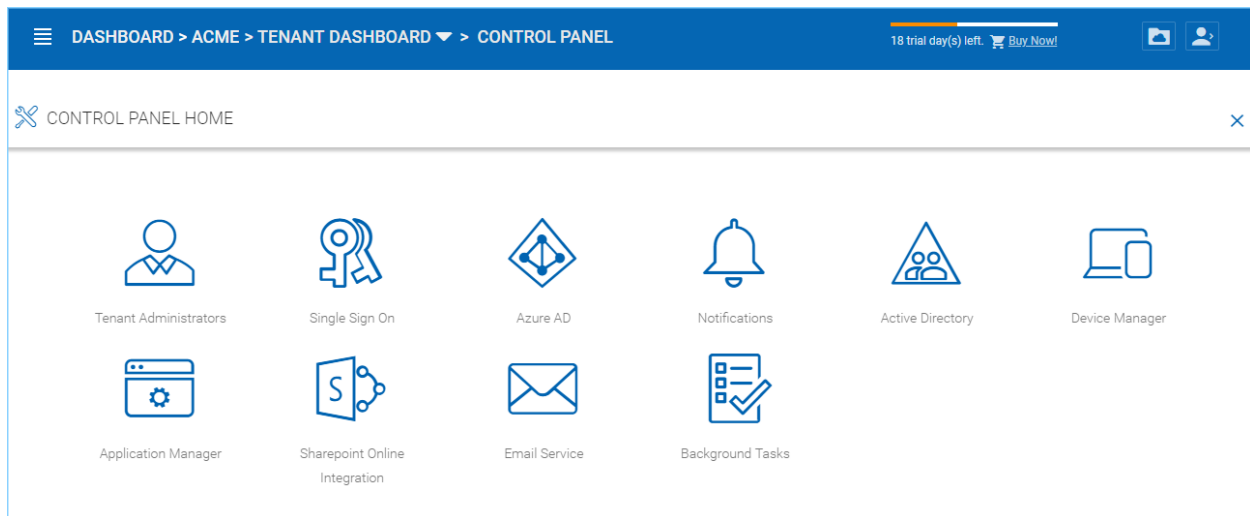 DASHBOARD > ACME > TENANT DASHBOARD > CONTROL PANEL
18 trial day(s) left. Buy Now!
CONTROL PANEL HOME
Tenant Administrators
Single Sign On
Azure AD
Notifications
Active Directory
Device Manager
S
Application Manager
Sharepoint Online
Integration
Email Service
Background Tasks